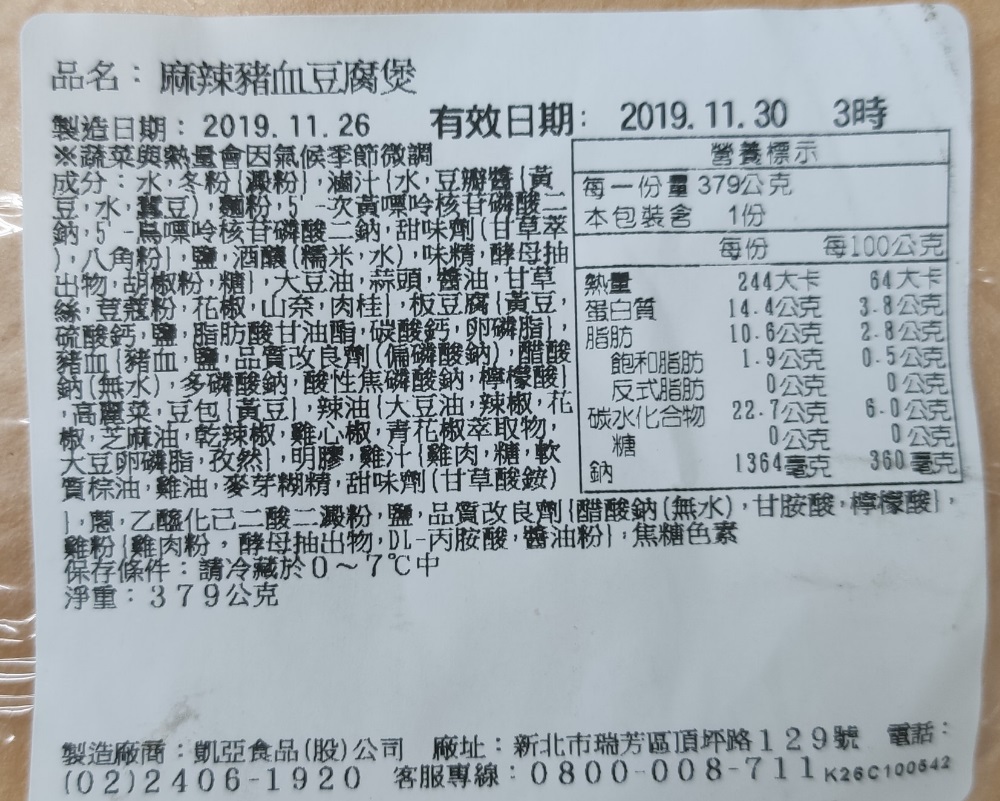 品名：麻辣豬血豆腐煲
製造日期：2019.11.26 有效日期：2019.11.30 3時
※蔬菜與熱量會因氣候季節微調
成分：水,冬粉{澱粉},滷汁{水,豆瓣醬{黃
豆,水,蠶豆},麵粉,5'-次黃嘌呤核苷磷酸二
鈉,5'-鳥嘌呤核苷磷酸二鈉,甜味劑(甘草萃
),八角粉},鹽,酒釀(糯米,水),味精,酵母抽
出物,胡椒粉,糖},大豆油,蒜頭,醬油,甘草
絲,荳蔻粉,花椒,山奈,肉桂},板豆腐{黃豆,
硫酸鈣,鹽,脂肪酸甘油酯,碳酸鈣,卵磷脂},
豬血{豬血,鹽,品質改良劑(偏磷酸鈉),醋酸
鈉(無水),多磷酸鈉,酸性焦磷酸鈉,檸檬酸}
,高麗菜,豆包{黃豆},辣油{大豆油,辣椒,花
椒,芝麻油,乾辣椒,雞心椒,青花椒萃取物,
大豆卵磷脂,孜然},明膠,雞汁{雞肉,糖,軟
質棕油,雞油,麥芽糊精,甜味劑(甘草酸銨)
},蔥,乙醯化己二酸二澱粉,鹽,品質改良劑{醋酸鈉(無水),甘胺酸,檸檬酸},
雞粉{雞肉粉,酵母抽出物,DL-丙胺酸,醬油粉},焦糖色素
保存條件：請冷藏於0～7℃中
淨重：379公克
營養標示
每一份量 379公克
本包裝含 1份
每份 每100公克
熱量 244大卡 64大卡
蛋白質 14.4公克 3.8公克
脂肪 10.6公克 2.8公克
飽和脂肪 1.9公克 0.5公克
反式脂肪 0公克 0公克
碳水化合物 22.7公克 6.0公克
糖 0公克 0公克
鈉 1364毫克 360毫克
製造廠商：凱亞食品(股)公司 廠址：新北市瑞芳區頂坪路129號 電話：
(02)2406-1920 客服專線：0800-008-711 K26C100642